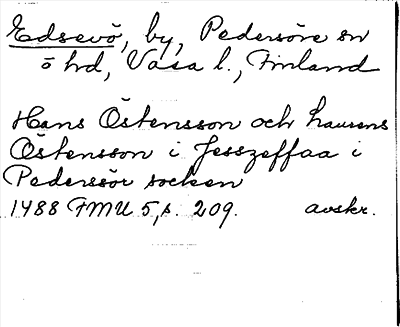 Edsevö, by, Pedersöre sn
ö hd, Vasa l., Finland
Hans Östensson och Laurens
Östensson i Jesszeffaa i
Pederssör socken
1488 FMU 5, s. 209. avskr.